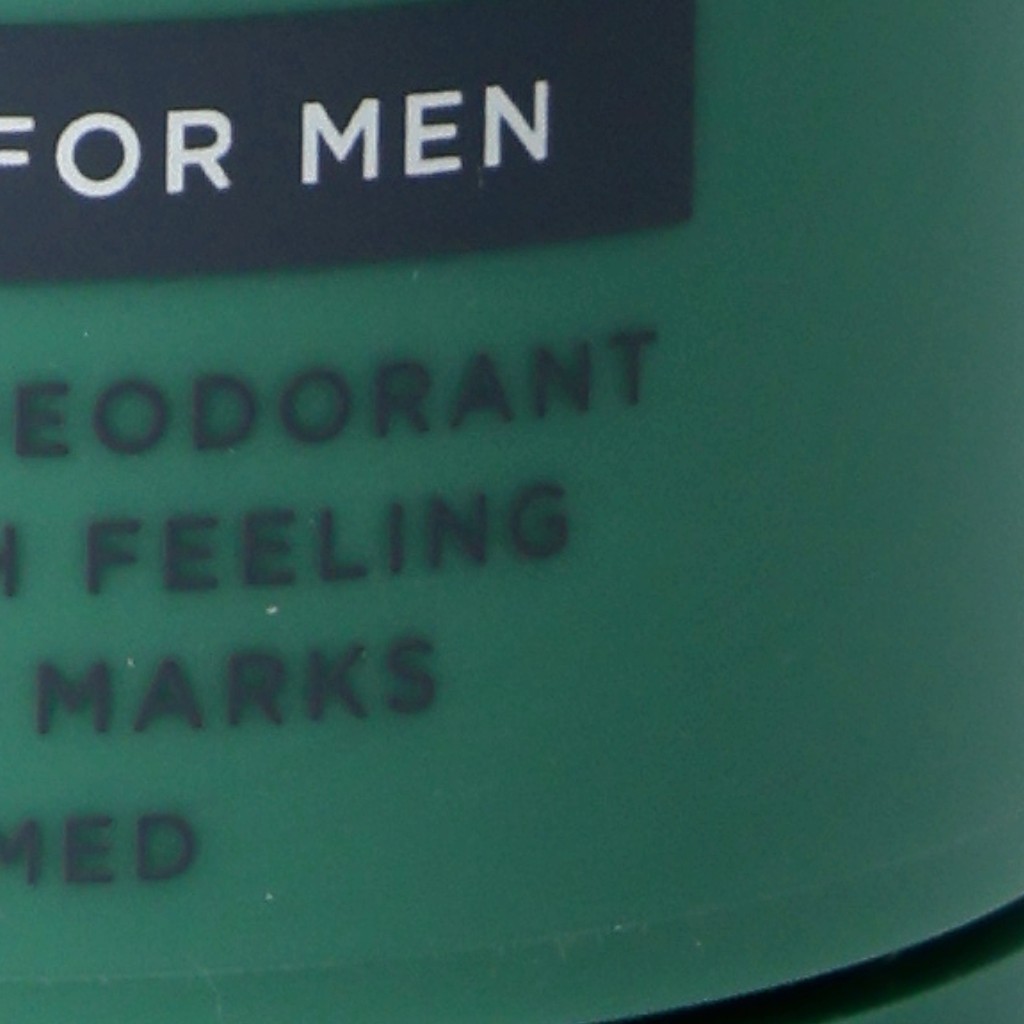 FOR MEN
EODORANT
H FEELING
MARKS
MED